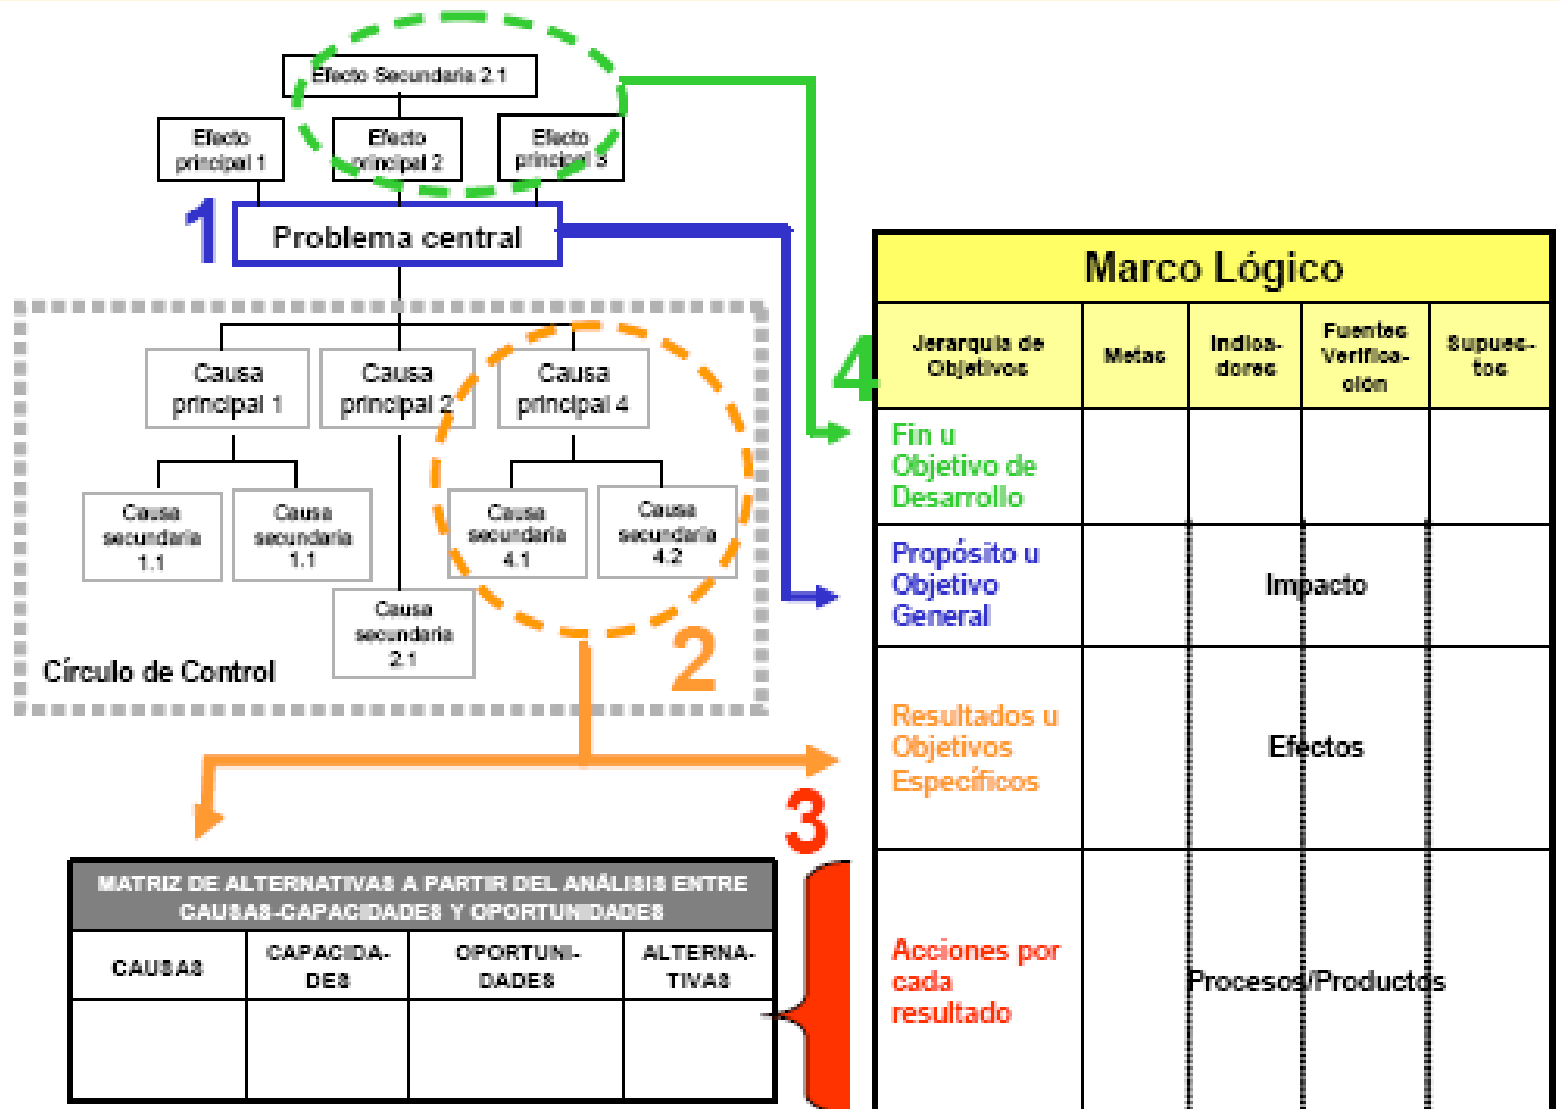 Efecto Secundaria 2.1
Efecto
principal 1
Efecto
principal 2
Efecto
principal 3
1
Problema central
Causa
principal 1
Causa
principal 2
Causa
principal 4
Causa
secundaria
1.1
Causa
secundaria
1.1
Causa
secundaria
4.1
Causa
secundaria
4.2
Causa
secundaria
2.1
Círculo de Control
2
3
MATRIZ DE ALTERNATIVAS A PARTIR DEL ANÁLISIS ENTRE
CAUSAS-CAPACIDADES Y OPORTUNIDADES
CAUSAS
CAPACIDA-
DES
OPORTUNI-
DADES
ALTERNA-
TIVAS
4
Marco Lógico
Jerarquia de
Objetivos
Metas
Indica-
dores
Fuentes
Verifica-
ción
Supues-
tos
Fin u
Objetivo de
Desarrollo
Propósito u
Objetivo
General
Impacto
Resultados u
Objetivos
Específicos
Efectos
Acciones por
cada
resultado
Procesos/Productos